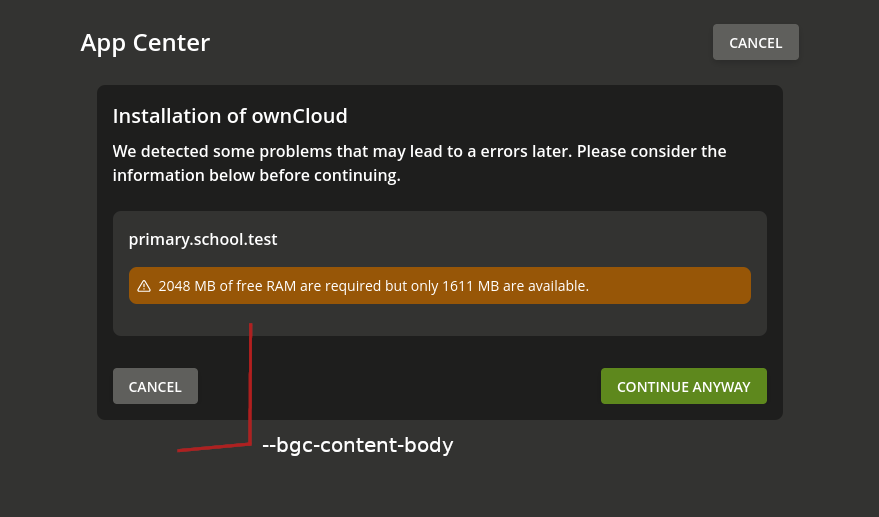 App Center
CANCEL
Installation of ownCloud
We detected some problems that may lead to a errors later. Please consider the
information below before continuing.
primary.school.test
2048 MB of free RAM are required but only 1611 MB are available.
CANCEL
CONTINUE ANYWAY
--bgc-content-body